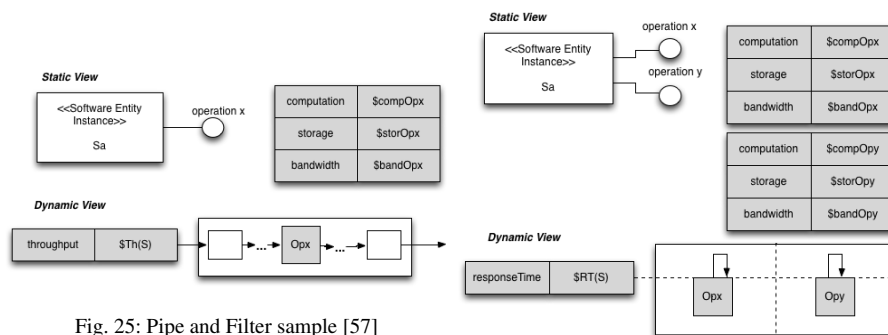 Static View
<<Software Entity
Instance>>
Sa
operation x
computation $compOpx
storage $storOpx
bandwidth $bandOpx
Dynamic View
throughput $Th(S)
...
Opx
...
Fig. 25: Pipe and Filter sample [57]
Static View
<<Software Entity
Instance>>
Sa
operation x
operation y
computation $compOpx
storage $storOpx
bandwidth $bandOpx
computation $compOpy
storage $storOpy
bandwidth $bandOpy
Dynamic View
responseTime $RT(S)
Opx
Opy